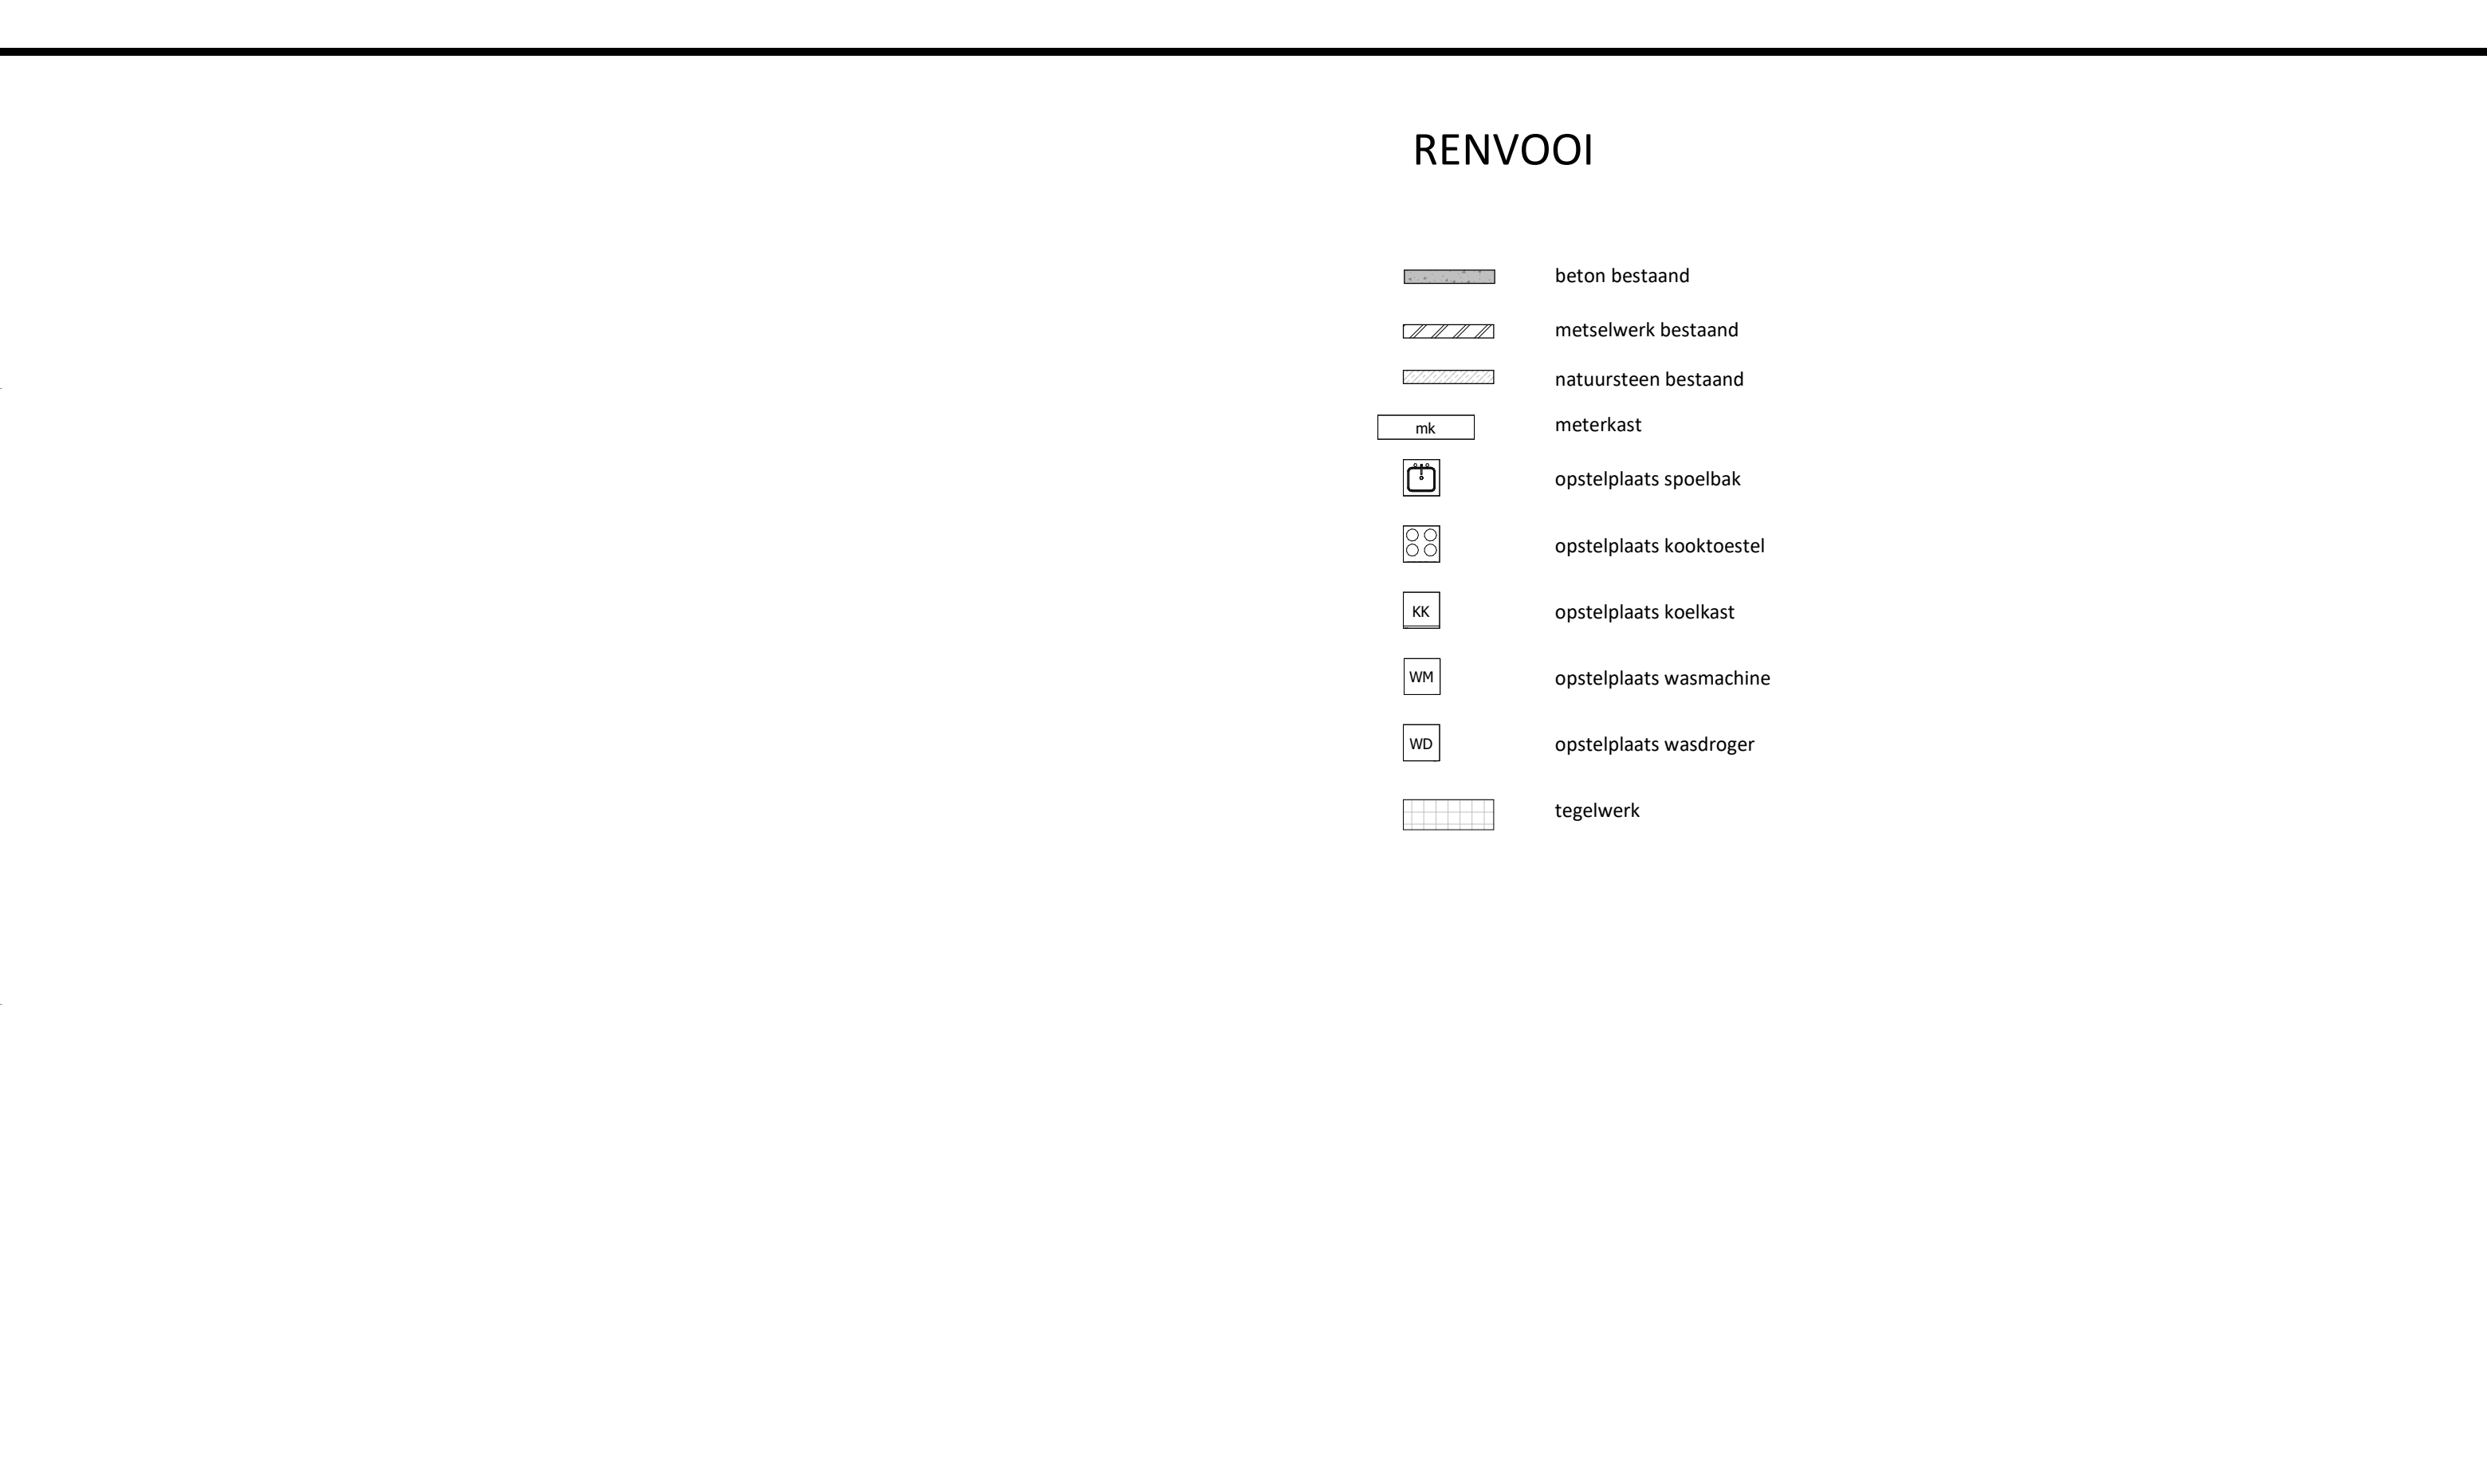 RENVOOI
beton bestaand
metselwerk bestaand
natuursteen bestaand
mk meterkast
opstelplaats spoelbak
opstelplaats kooktoestel
KK opstelplaats koelkast
WM opstelplaats wasmachine
WD opstelplaats wasdroger
tegelwerk